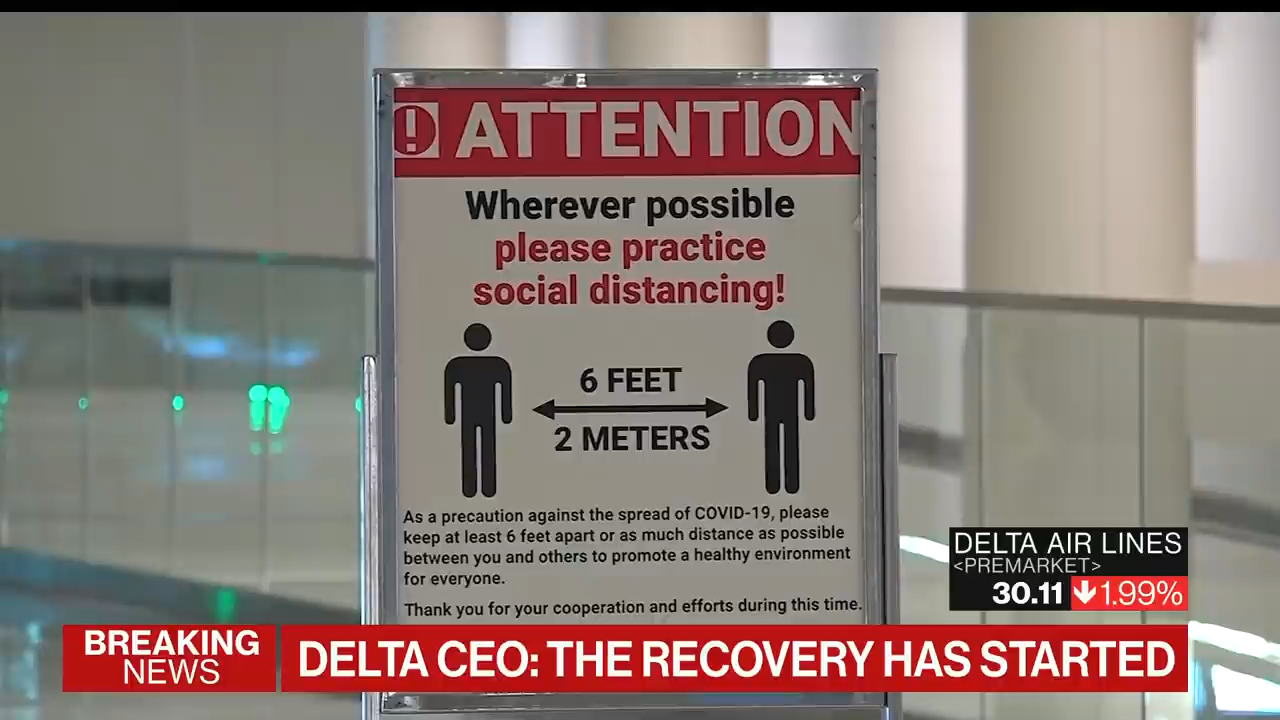 ! ATTENTION
Wherever possible
please practice
social distancing!
6 FEET
2 METERS
As a precaution against the spread of COVID-19, please
keep at least 6 feet apart or as much distance as possible
between you and others to promote a healthy environment
for everyone.
Thank you for your cooperation and efforts during this time.
DELTA AIR LINES
<PREMARKET>
30.11 ↓1.99%
BREAKING
NEWS
DELTA CEO: THE RECOVERY HAS STARTED